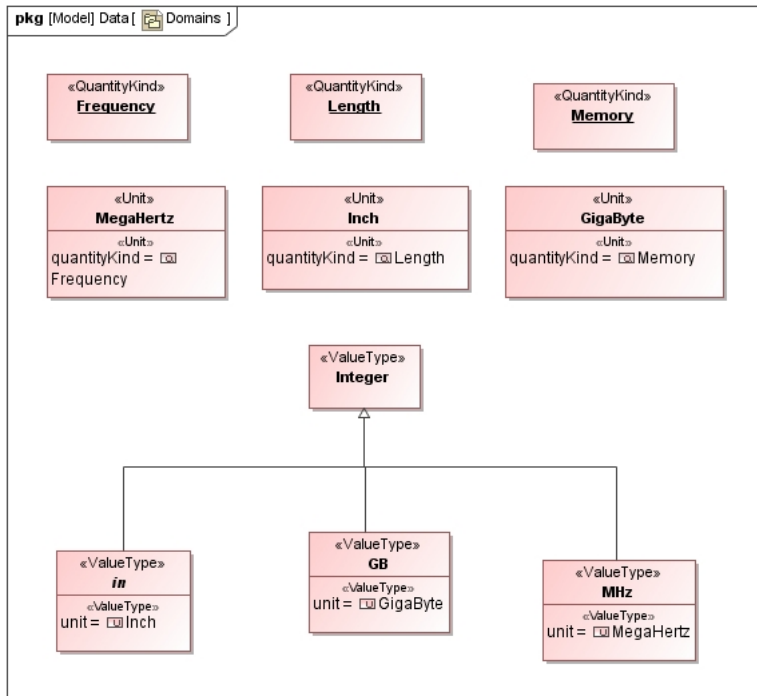 pkg [Model] Data [ Domains ]
«QuantityKind»
Frequency
«QuantityKind»
Length
«QuantityKind»
Memory
«Unit»
MegaHertz
«Unit»
quantityKind = Q
Frequency
«Unit»
Inch
«Unit»
quantityKind = Q Length
«Unit»
GigaByte
«Unit»
quantityKind = Q Memory
«ValueType»
Integer
«ValueType»
in
«ValueType»
unit = U Inch
«ValueType»
GB
«ValueType»
unit = U GigaByte
«ValueType»
MHz
«ValueType»
unit = U MegaHertz